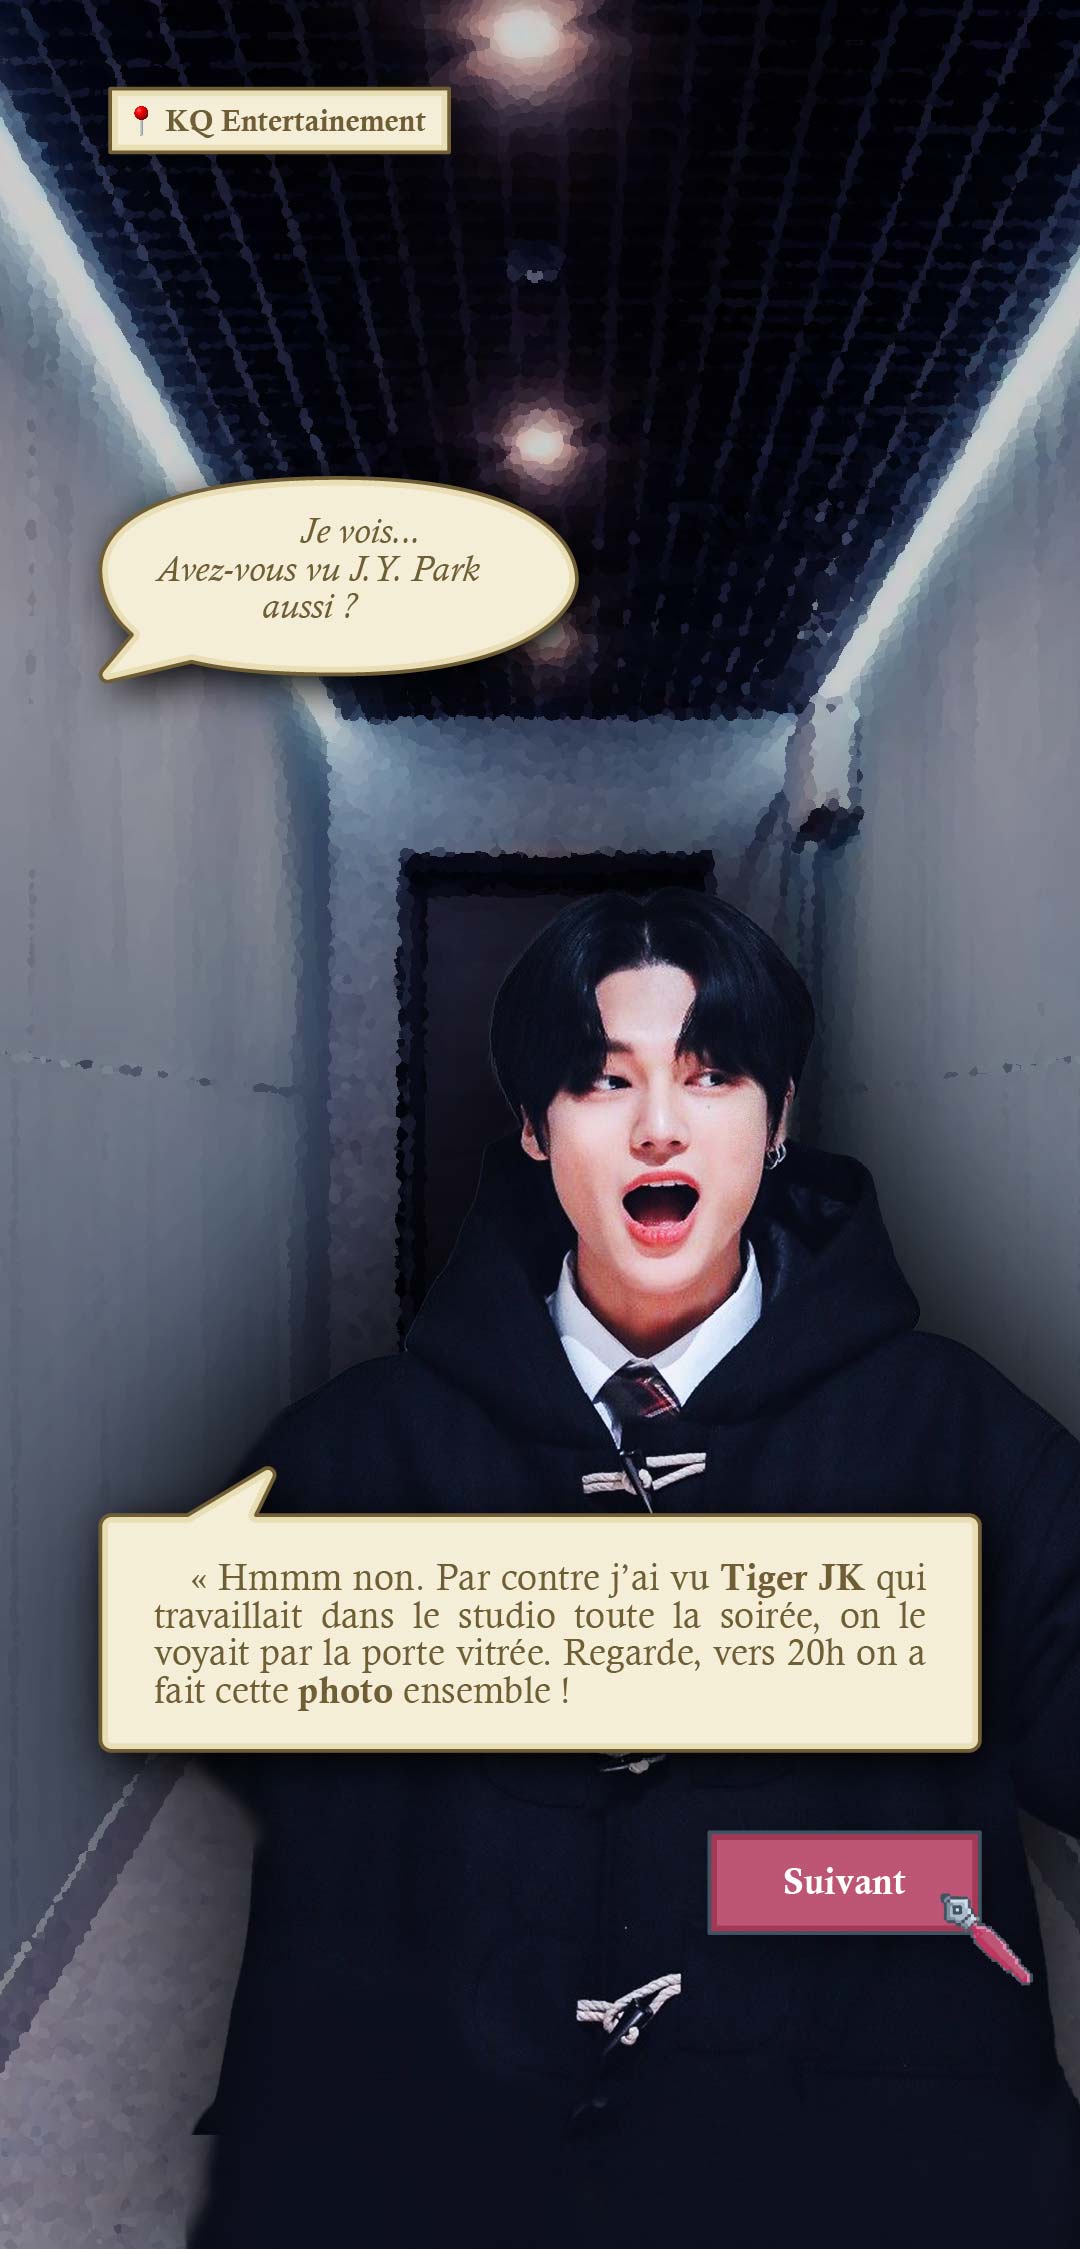 📍 KQ Entertainement
Je vois...
Avez-vous vu J.Y. Park
aussi ?
« Hmmm non. Par contre j’ai vu Tiger JK qui
travaillait dans le studio toute la soirée, on le
voyait par la porte vitrée. Regarde, vers 20h on a
fait cette photo ensemble !
Suivant